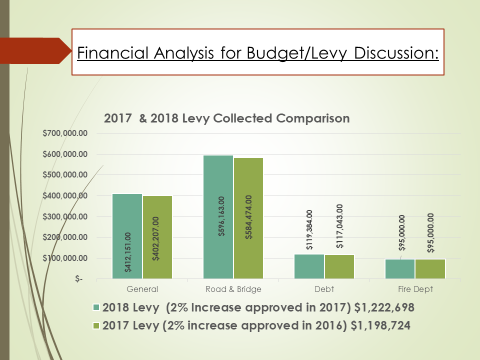 Financial Analysis for Budget/Levy Discussion:
2017 & 2018 Levy Collected Comparison
$700,000.00
$600,000.00
$500,000.00
$400,000.00
$300,000.00
$200,000.00
$100,000.00
$-
$412,151.00
$402,207.00
$596,163.00
$584,474.00
$119,384.00
$117,043.00
$95,000.00
$95,000.00
General
Road & Bridge
Debt
Fire Dept
2018 Levy (2% Increase approved in 2017) $1,222,698
2017 Levy (2% increase approved in 2016) $1,198,724